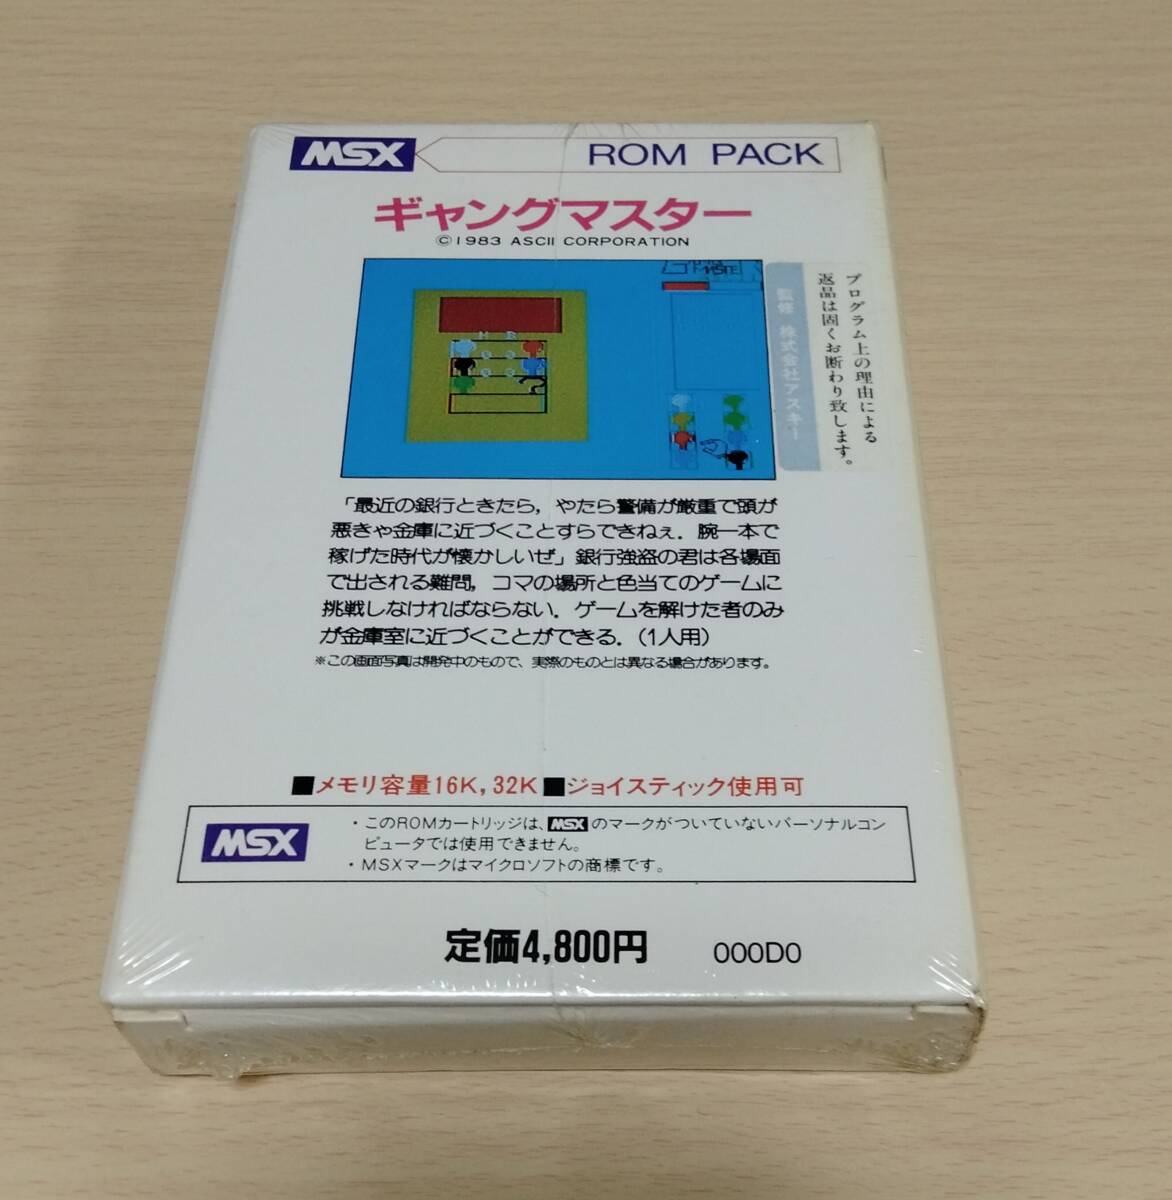 MSX ROM PACK
ギャングマスター
©1983 ASCII CORPORATION
プログラム上の理由による
返品は固くお断わり致します。
監修 株式会社アスキー
「最近の銀行ときたら，やたら警備が厳重で頭が
悪きゃ金庫に近づくことすらできねぇ．腕一本で
稼げた時代が懐かしいぜ」銀行強盗の君は各場面
で出される難問，コマの場所と色当てのゲームに
挑戦しなければならない．ゲームを解けた者のみ
が金庫室に近づくことができる．(1人用)
※この画面写真は開発中のもので、実際のものとは異なる場合があります。
■メモリ容量16K,32K■ジョイスティック使用可
MSX
・このROMカートリッジは、MSXのマークがついていないパーソナルコン
ピュータでは使用できません。
・MSXマークはマイクロソフトの商標です。
定価4,800円 000D0